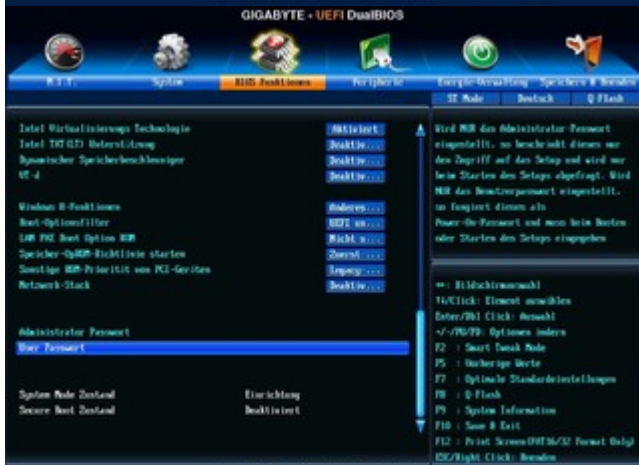 GIGABYTE - UEFI DualBIOS
M.I.T.
System
BIOS Funktionen
Peripherie
Energie-Verwaltung
Speichern & Beenden
ST Mode
Deutsch
Q-Flash
Intel Virtualisierungs Technologie
Aktiviert
Intel TXT(LT) Unterstützung
Deaktiv...
Dynamischer Speicherbeschleuniger
Deaktiv...
VT-d
Deaktiv...
Windows 8-Funktionen
Anderes...
Boot-Optionsfilter
UEFI un...
LAN PXE Boot Option ROM
Nicht s...
Speicher-OpROM-Richtlinie starten
Zuerst ...
Sonstige ROM-Priorität von PCI-Geräten
Legacy-...
Netzwerk-Stack
Deaktiv...
Administrator Passwort
User Passwort
System Mode Zustand
Einrichtung
Secure Boot Zustand
Deaktiviert
Wird NUR das Administrator-Passwort
eingestellt, so beschränkt dieses nur
den Zugriff auf das Setup und wird nur
beim Starten des Setups abgefragt. Wird
NUR das Benutzerpasswort eingestellt,
so fungiert dieses als
Power-On-Passwort und muss beim Booten
oder Starten des Setups eingegeben
: Bildschirmauswahl
/Click: Element auswählen
Enter/Dbl Click: Auswahl
+/-/PU/PD: Optionen ändern
F2 : Smart Tweak Mode
F5 : Vorherige Werte
F7 : Optimale Standardeinstellungen
F8 : Q-Flash
F9 : System Information
F10 : Save & Exit
F12 : Print Screen(FAT16/32 Format Only)
ESC/Right Click: Beenden